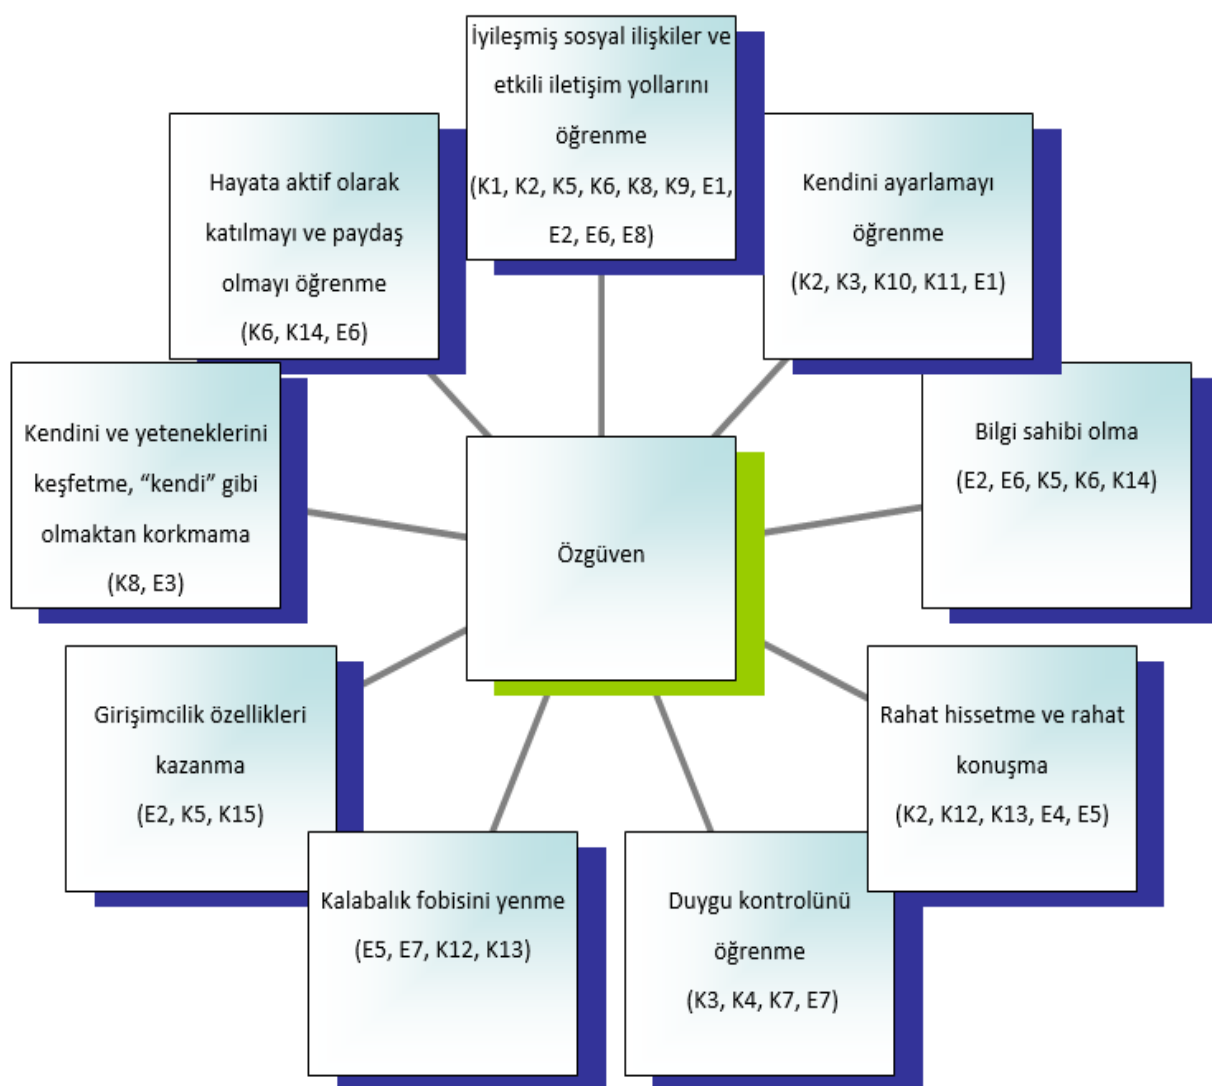 İyileşmiş sosyal ilişkiler ve
etkili iletişim yollarını
öğrenme
(K1, K2, K5, K6, K8, K9, E1,
E2, E6, E8)
Kendini ayarlamayı
öğrenme
(K2, K3, K10, K11, E1)
Bilgi sahibi olma
(E2, E6, K5, K6, K14)
Rahat hissetme ve rahat
konuşma
(K2, K12, K13, E4, E5)
Duygu kontrolünü
öğrenme
(K3, K4, K7, E7)
Kalabalık fobisini yenme
(E5, E7, K12, K13)
Girişimcilik özellikleri
kazanma
(E2, K5, K15)
Kendini ve yeteneklerini
keşfetme, “kendi” gibi
olmaktan korkmama
(K8, E3)
Hayata aktif olarak
katılmayı ve paydaş
olmayı öğrenme
(K6, K14, E6)
Özgüven